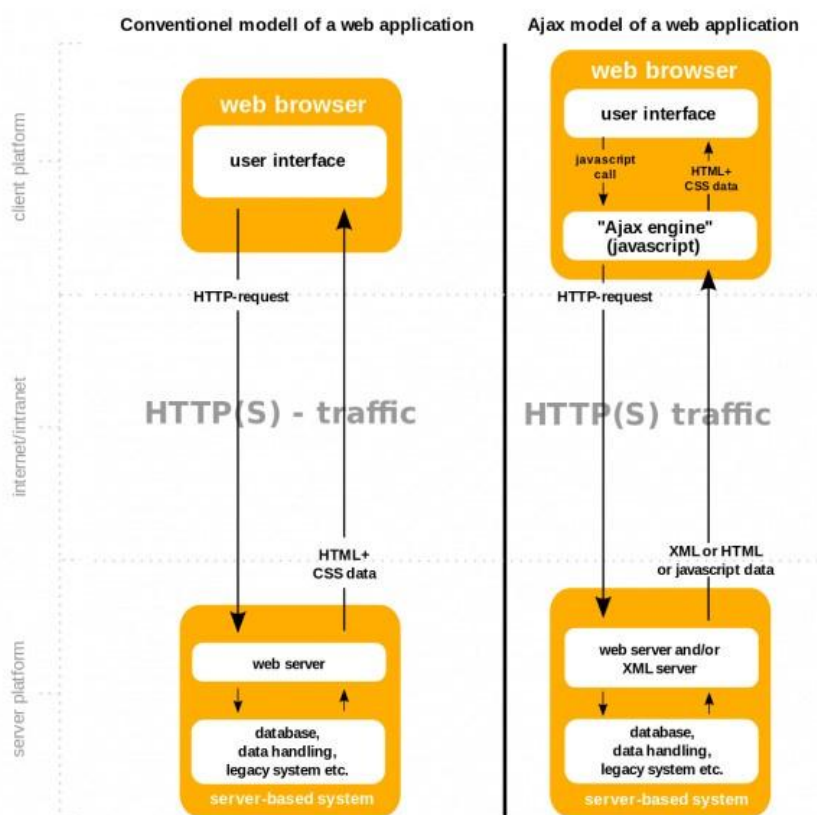 Conventionel modell of a web application
web browser
user interface
HTTP-request
HTTP(S) - traffic
HTML+
CSS data
web server
database,
data handling,
legacy system etc.
server-based system
Ajax model of a web application
web browser
user interface
javascript
call
HTML+
CSS data
"Ajax engine"
(javascript)
HTTP-request
HTTP(S) traffic
XML or HTML
or javascript data
web server and/or
XML server
database,
data handling,
legacy system etc.
server-based system
client platform
internet/intranet
server platform